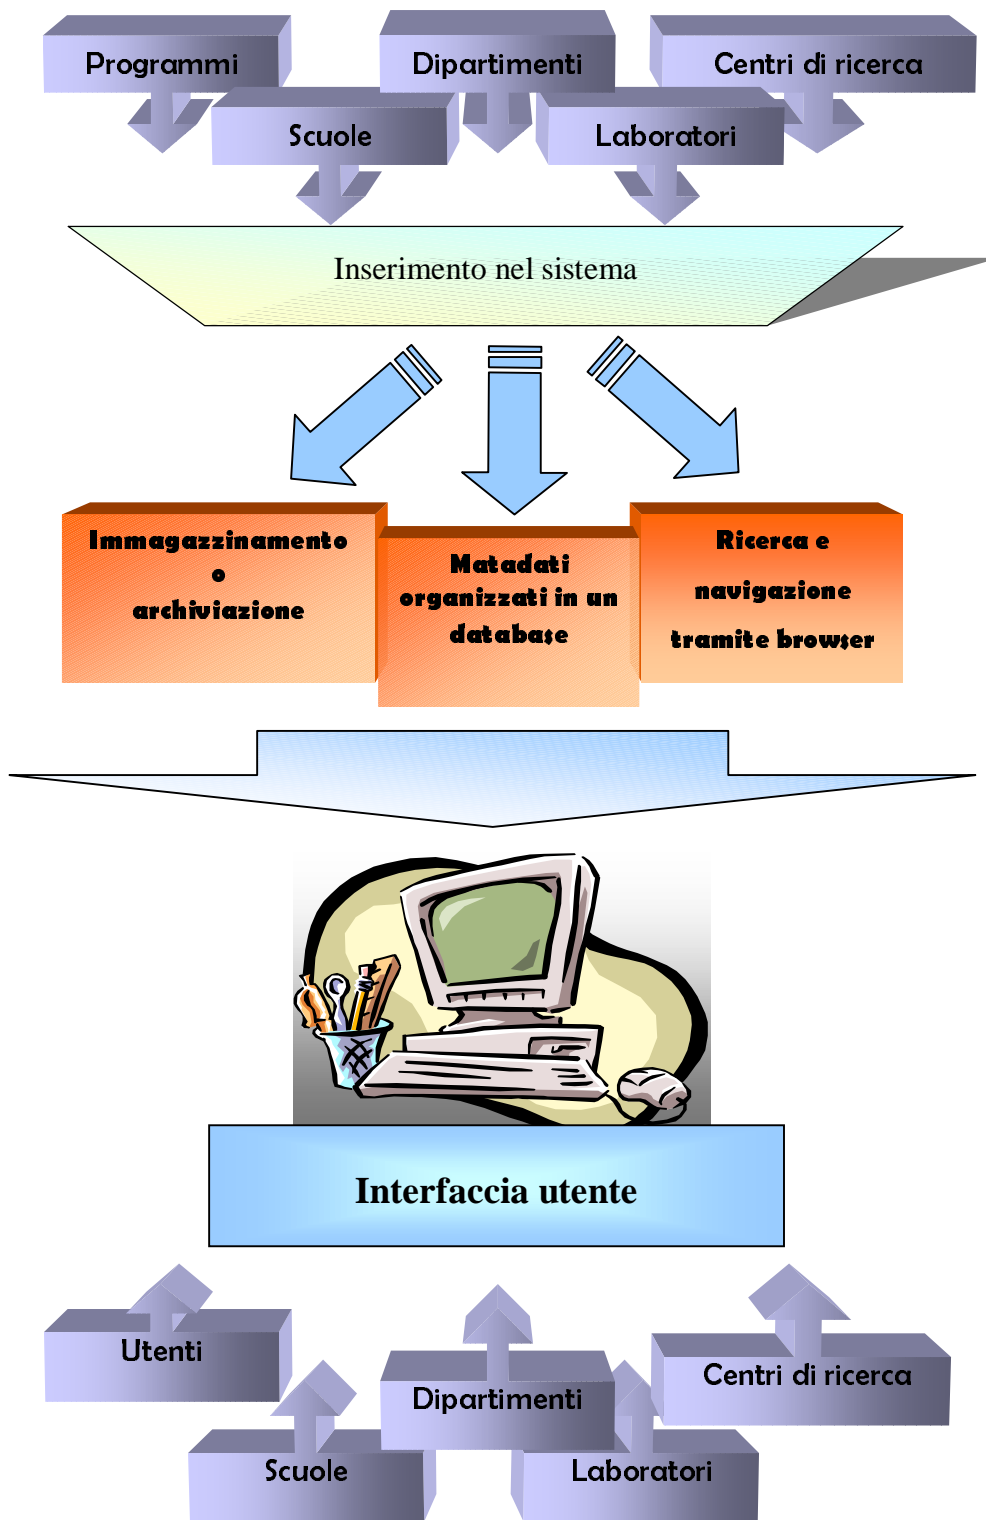 Programmi
Dipartimenti
Centri di ricerca
Scuole
Laboratori
Inserimento nel sistema
Immagazzinamento
o
archiviazione
Matadati
organizzati in un
database
Ricerca e
navigazione
tramite browser
Interfaccia utente
Utenti
Dipartimenti
Centri di ricerca
Scuole
Laboratori